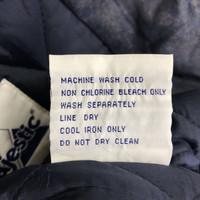 MACHINE WASH COLD
NON CHLORINE BLEACH ONLY
WASH SEPARATELY
LINE DRY
COOL IRON ONLY
DO NOT DRY CLEAN